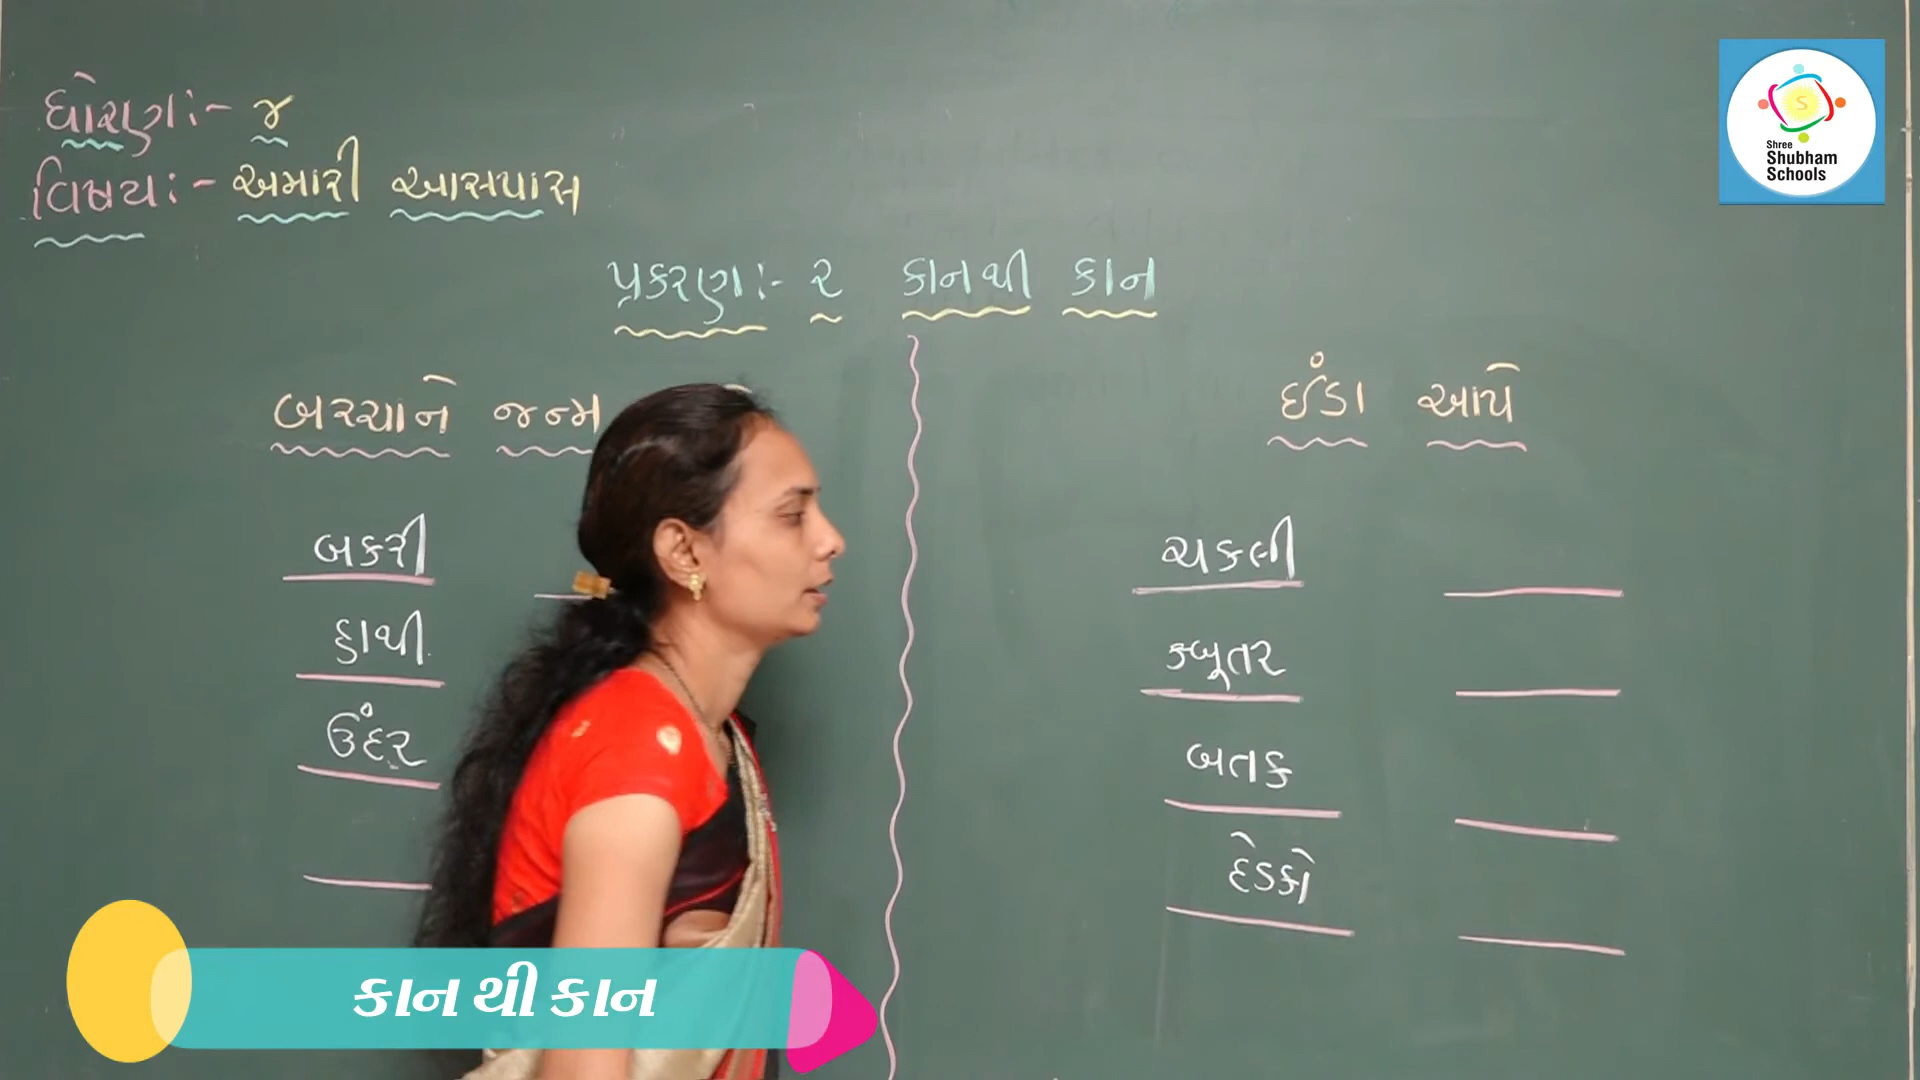 ધોરણ:- ૪
વિષય:- અમારી આસપાસ
Shree
Shubham
Schools
પ્રકરણ:- ૨ કાનથી કાન
બચ્ચાને જન્મ
ઈંડા આપે
બકરી
ચકલી
હાથી
કબૂતર
ઉંદર
બતક
દેડકો
કાન થી કાન